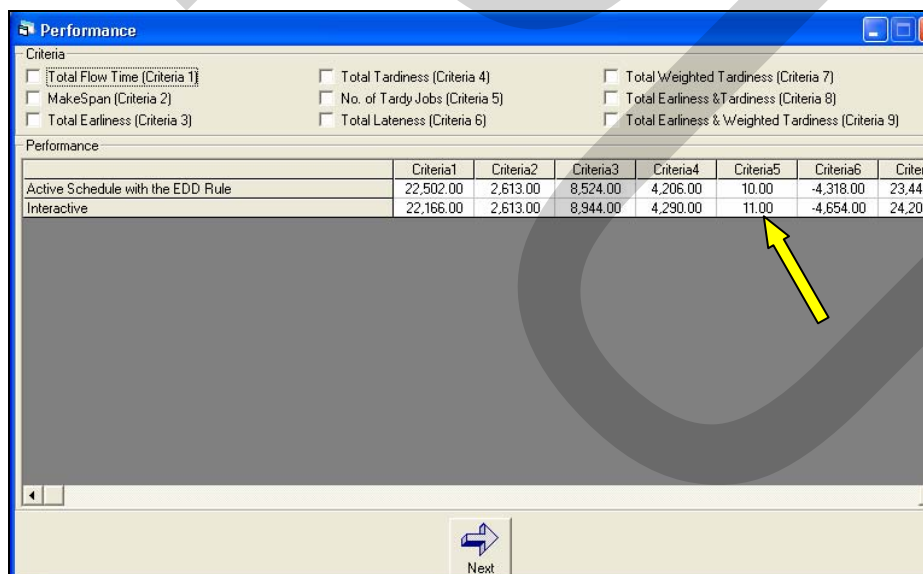 Performance
Criteria
Total Flow Time (Criteria 1) Total Tardiness (Criteria 4) Total Weighted Tardiness (Criteria 7)
MakeSpan (Criteria 2) No. of Tardy Jobs (Criteria 5) Total Earliness &Tardiness (Criteria 8)
Total Earliness (Criteria 3) Total Lateness (Criteria 6) Total Earliness & Weighted Tardiness (Criteria 9)
Performance
Criteria1 Criteria2 Criteria3 Criteria4 Criteria5 Criteria6
Active Schedule with the EDD Rule 22,502.00 2,613.00 8,524.00 4,206.00 10.00 -4,318.00 23,44
Interactive 22,166.00 2,613.00 8,944.00 4,290.00 11.00 -4,654.00 24,20
Next